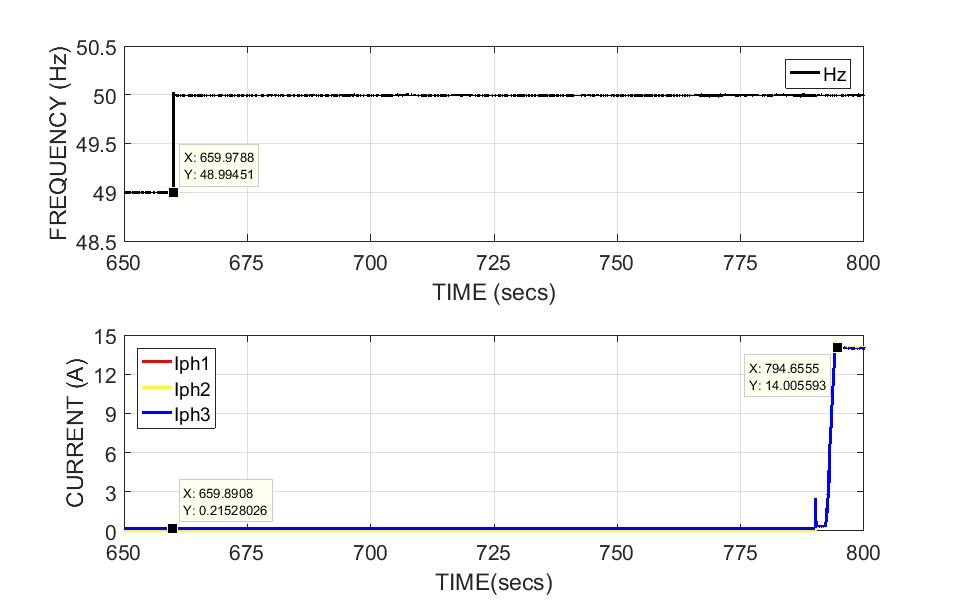 FREQUENCY (Hz)
50.5
50
49.5
49
48.5
Hz
X: 659.9788
Y: 48.99451
650 675 700 725 750 775 800
TIME (secs)
CURRENT (A)
15
12
9
6
3
0
Iph1
Iph2
Iph3
X: 794.6555
Y: 14.005593
X: 659.8908
Y: 0.21528026
650 675 700 725 750 775 800
TIME(secs)